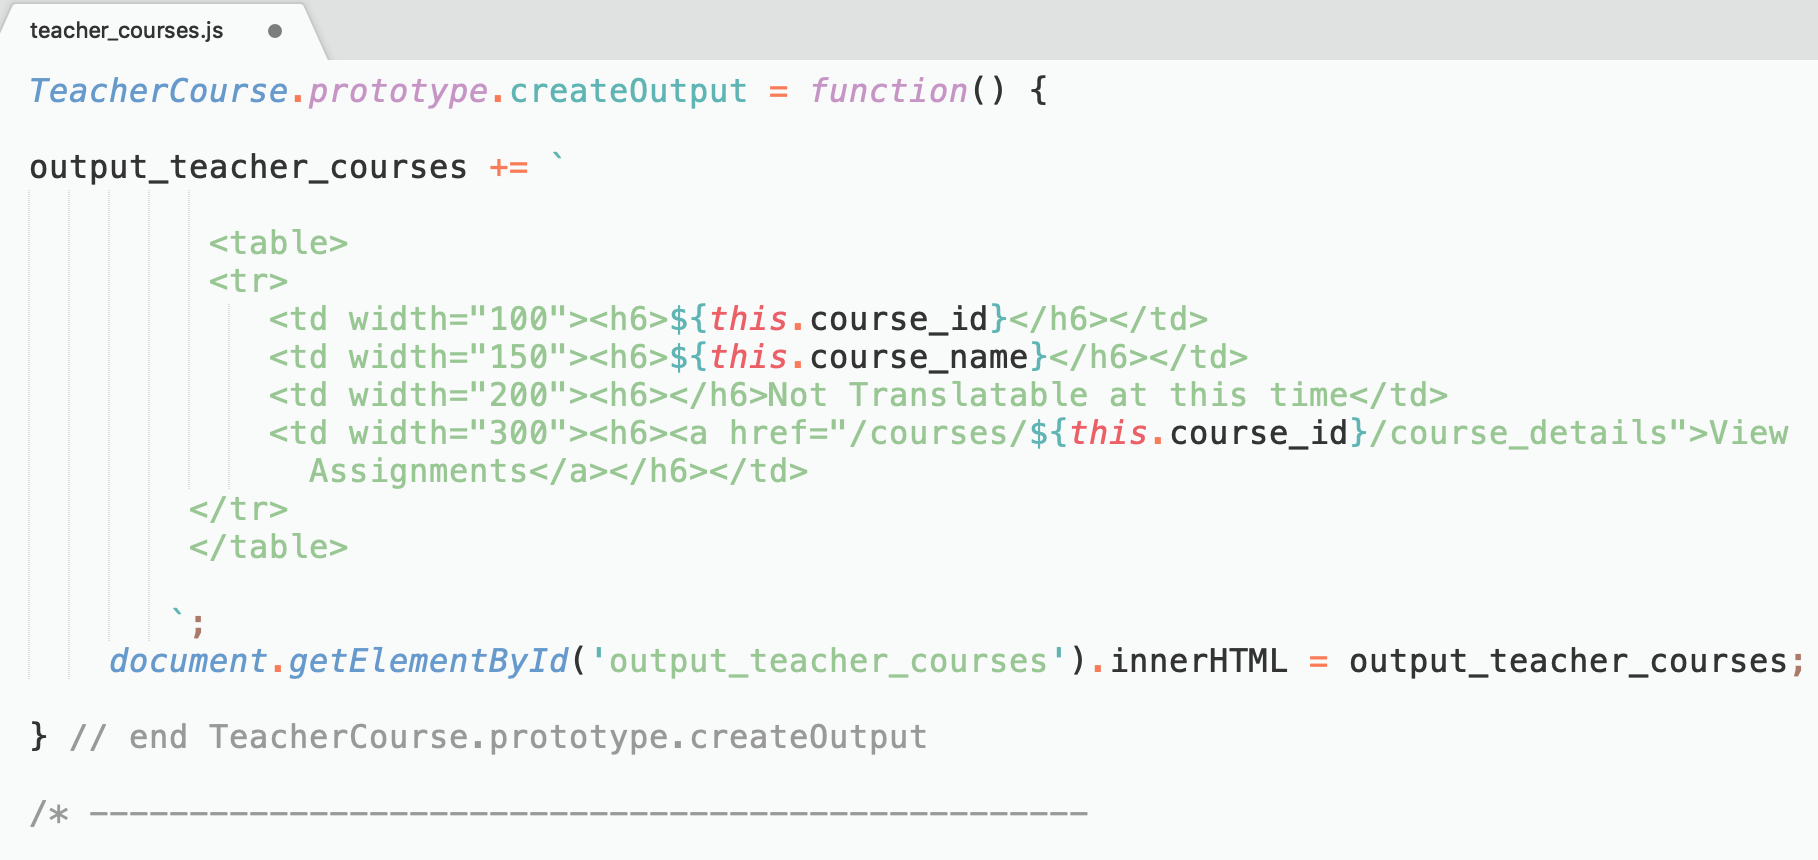 teacher_courses.js
TeacherCourse.prototype.createOutput = function() {
output_teacher_courses += `
<table>
<tr>
<td width="100"><h6>${this.course_id}</h6></td>
<td width="150"><h6>${this.course_name}</h6></td>
<td width="200"><h6></h6>Not Translatable at this time</td>
<td width="300"><h6><a href="/courses/${this.course_id}/course_details">View
Assignments</a></h6></td>
</tr>
</table>
`;
document.getElementById('output_teacher_courses').innerHTML = output_teacher_courses;
} // end TeacherCourse.prototype.createOutput
/* --------------------------------------------------